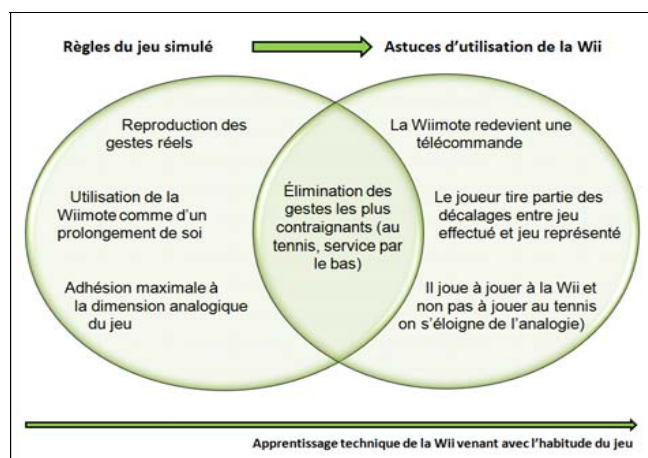 Règles du jeu simulé
Astuces d'utilisation de la Wii
Reproduction des
gestes réels
Utilisation de la
Wiimote comme d'un
prolongement de soi
Adhésion maximale à
la dimension analogique
du jeu
Élimination des
gestes les plus
contraignants (au
tennis, service par
le bas)
La Wiimote redevient une
télécommande
Le joueur tire partie des
décalages entre jeu
effectué et jeu représenté
Il joue à jouer à la Wii et
non pas à jouer au tennis
on s'éloigne de l'analogie)
Apprentissage technique de la Wii venant avec l'habitude du jeu